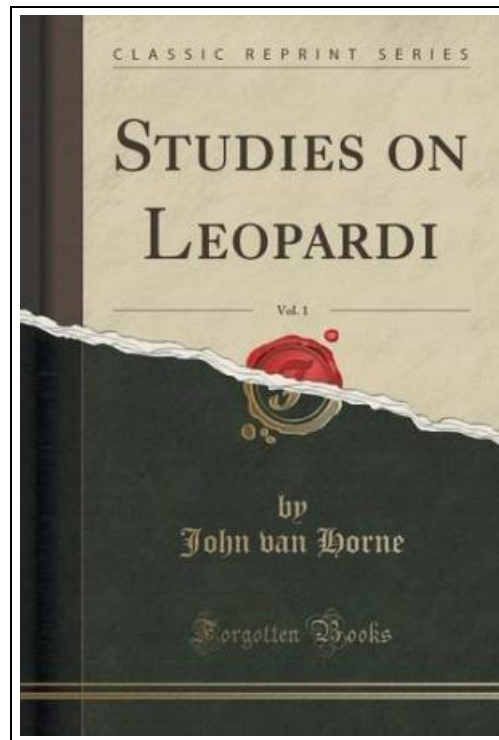 CLASSIC REPRINT SERIES
STUDIES ON
LEOPARDI
Vol. 1
F
by
John van Horne
Forgotten Books